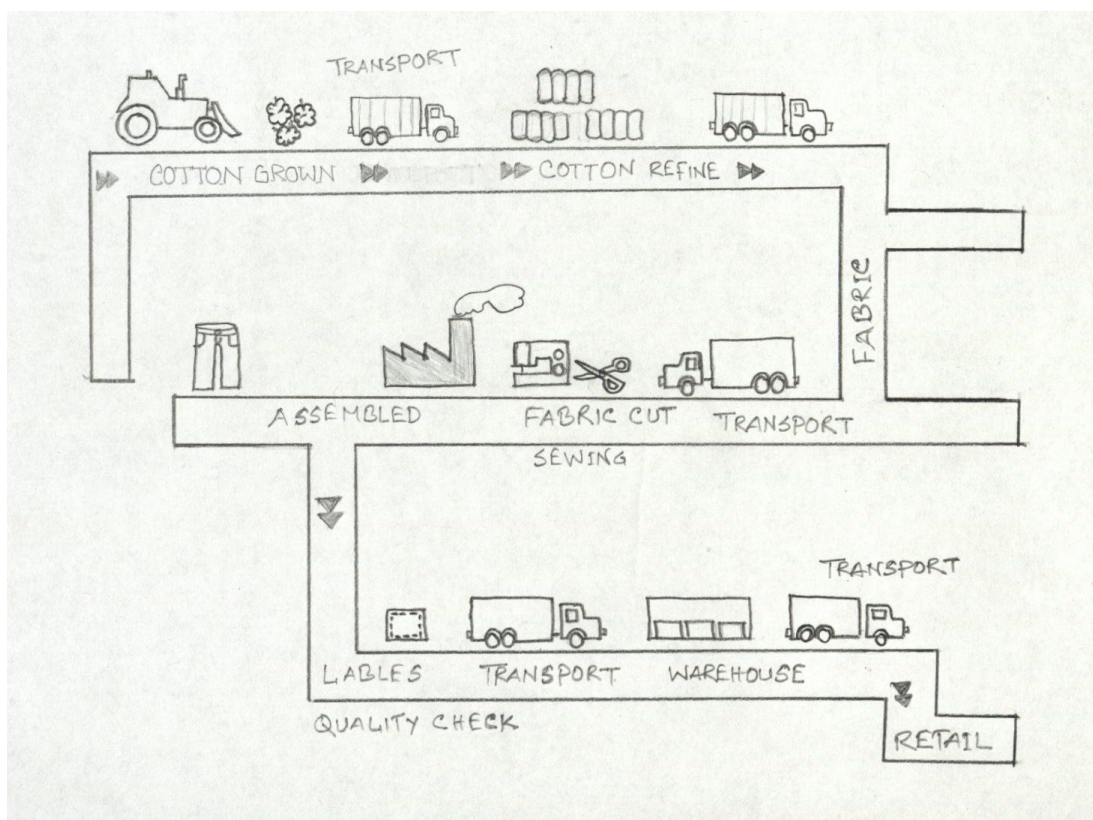 TRANSPORT
COTTON GROWN
COTTON REFINE
FABRIC
ASSEMBLED
FABRIC CUT
TRANSPORT
SEWING
TRANSPORT
LABLES
TRANSPORT
WAREHOUSE
QUALITY CHECK
RETAIL